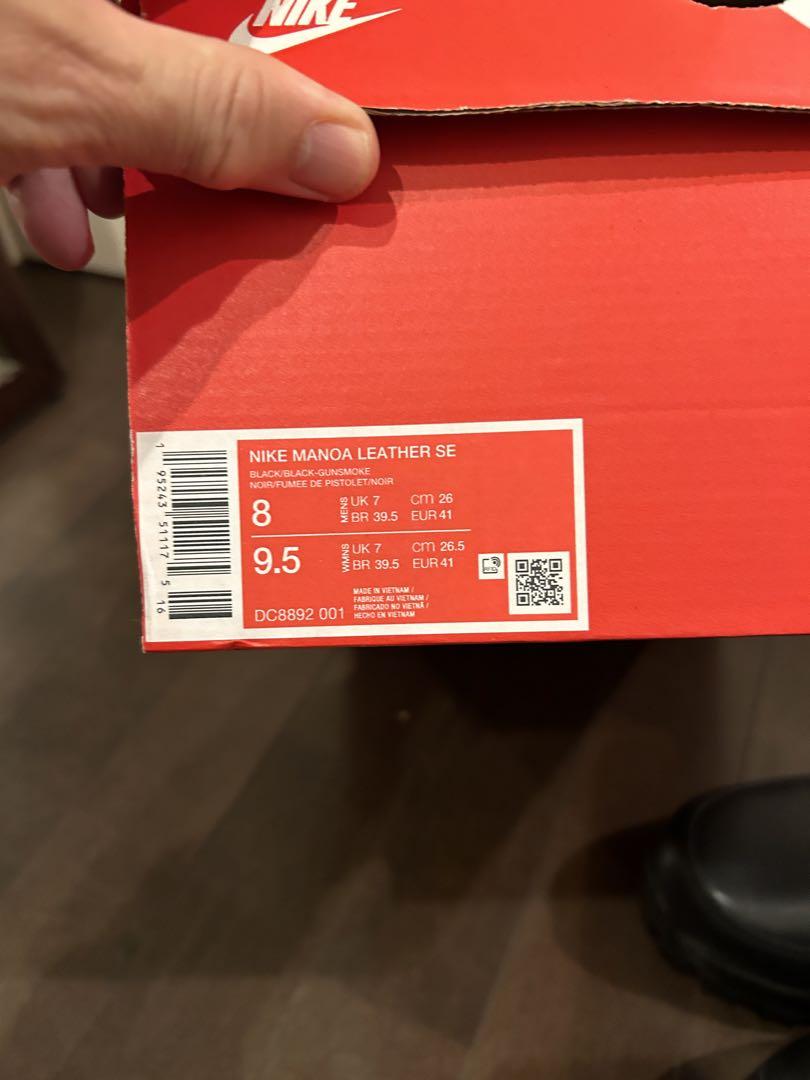 NIKE
NIKE MANOA LEATHER SE
BLACK/BLACK-GUNSMOKE
NOIR/FUMEE DE PISTOLET/NOIR
8 MENS UK 7 cm 26
BR 39.5 EUR 41
9.5 WMNS UK 7 cm 26.5
BR 39.5 EUR 41
MADE IN VIETNAM /
FABRIQUE AU VIETNAM /
FABRICADO NO VIETNÃ /
HECHO EN VIETNAM
DC8892 001
RFID
1 95243 51117 5 16